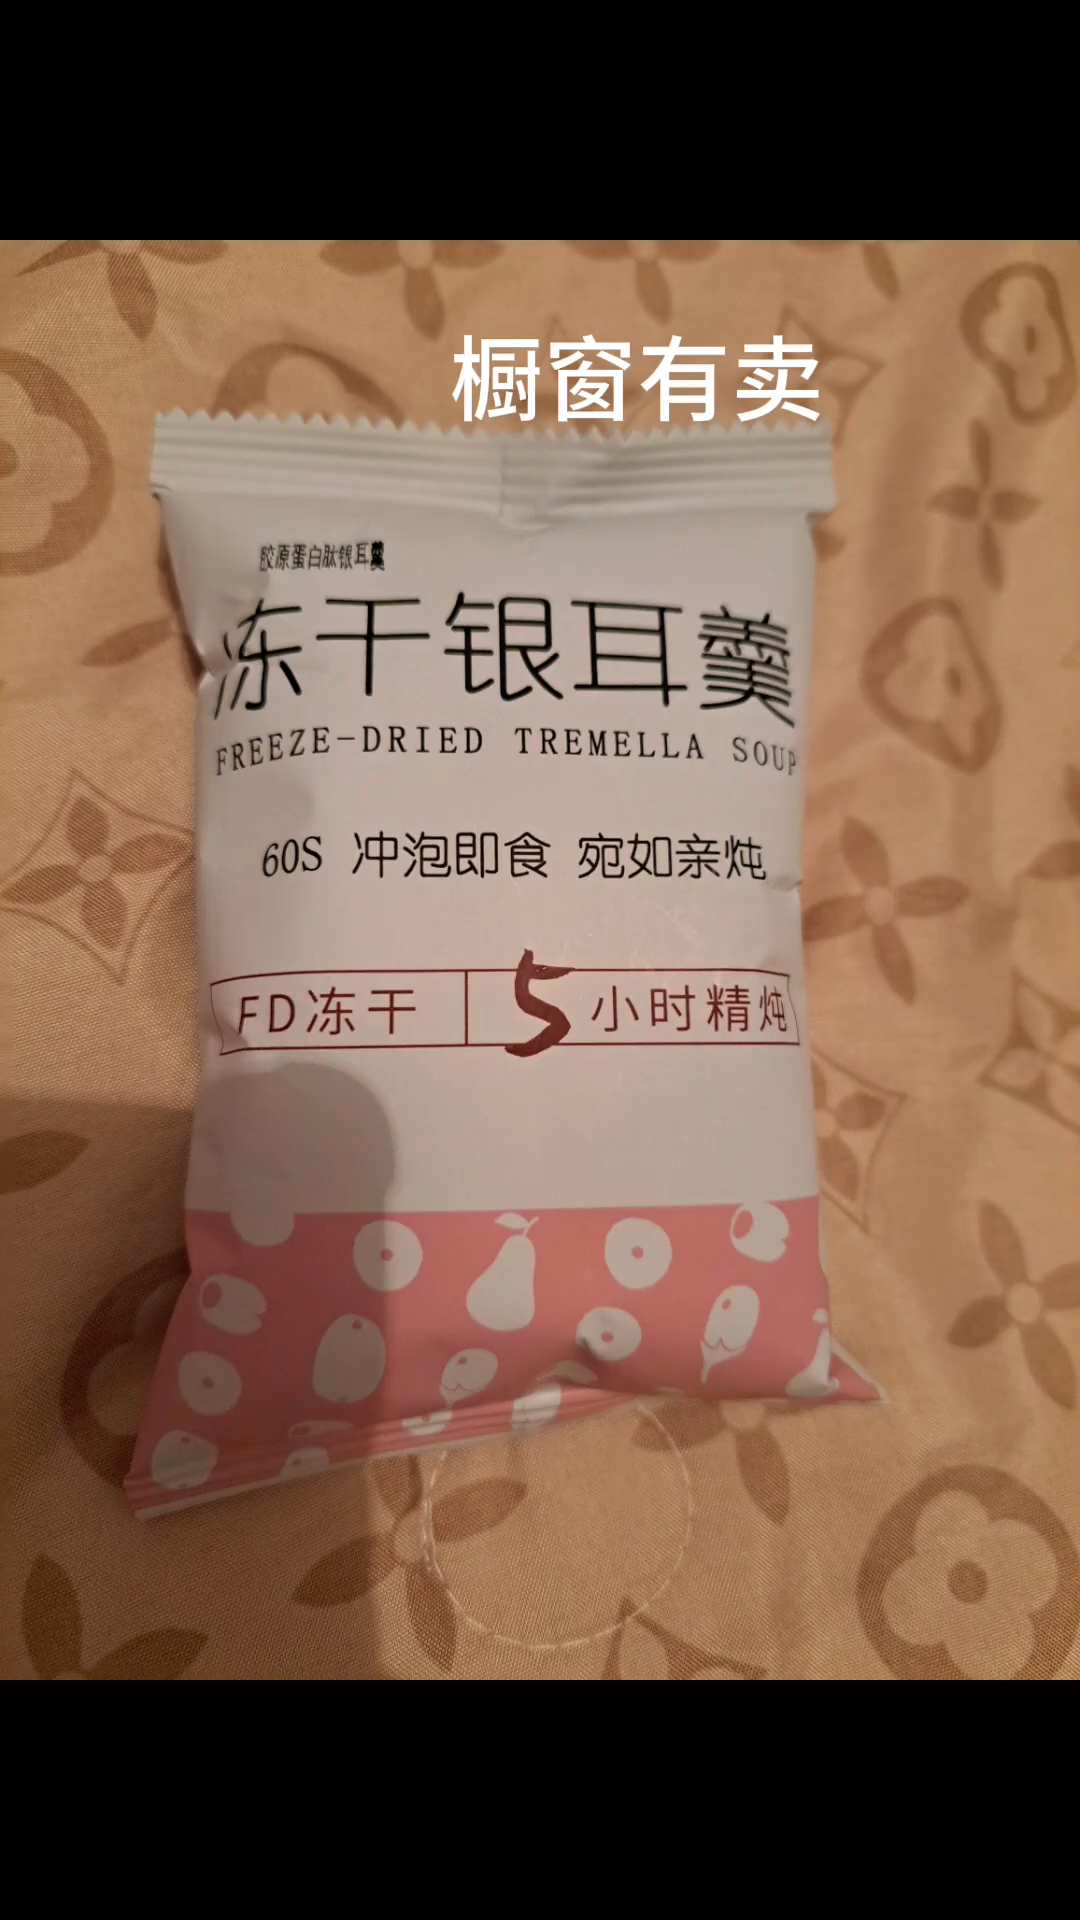 橱窗有卖
胶原蛋白肽银耳羹
冻干银耳羹
FREEZE-DRIED TREMELLA SOUP
60S 冲泡即食 宛如亲炖
FD冻干 5小时精炖